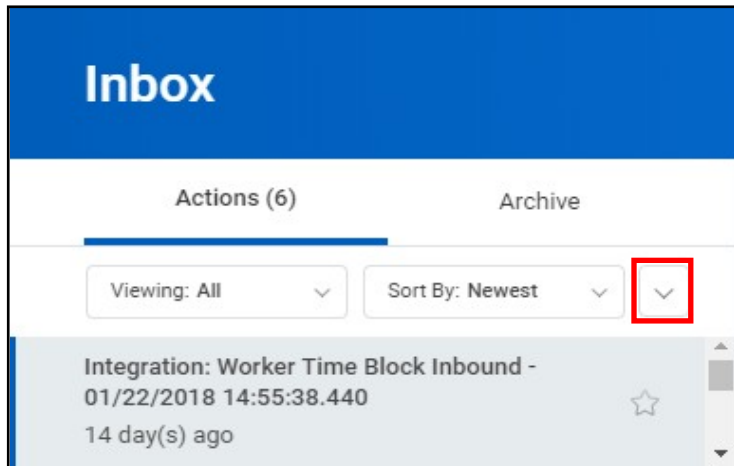 Inbox
Actions (6)
Archive
Viewing: All
Sort By: Newest
Integration: Worker Time Block Inbound -
01/22/2018 14:55:38.440
14 day(s) ago